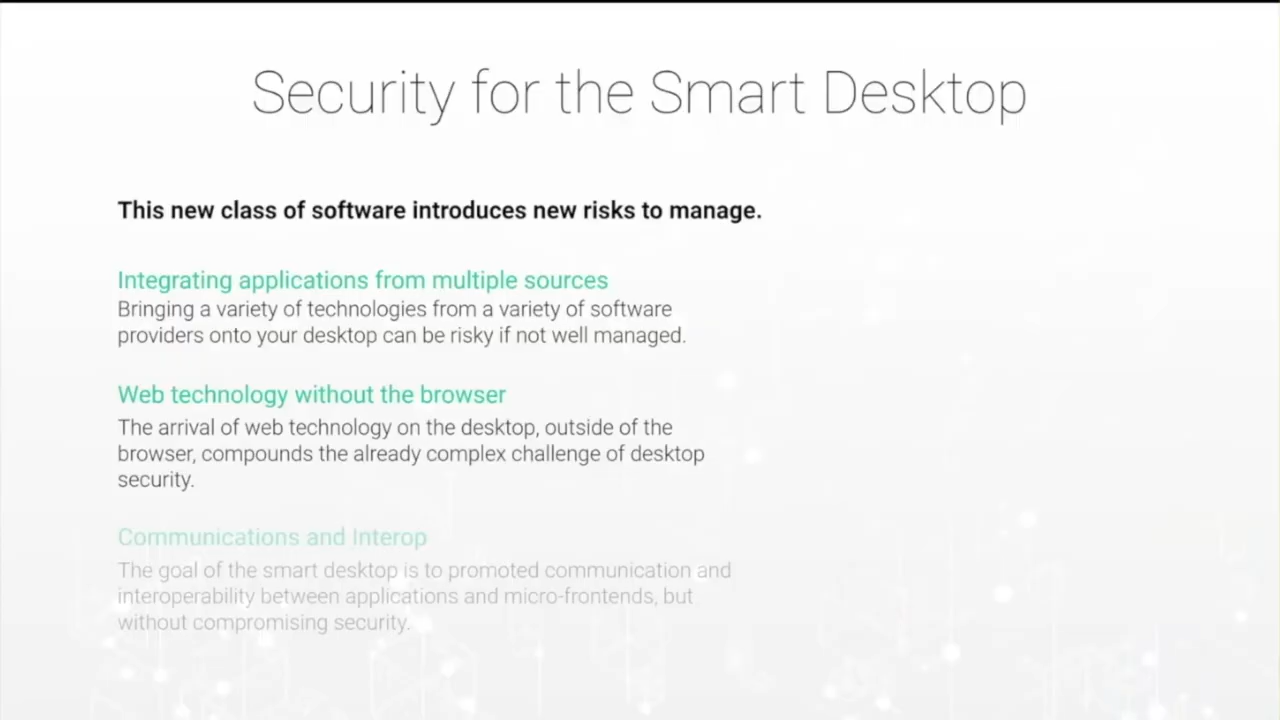 Security for the Smart Desktop
This new class of software introduces new risks to manage.
Integrating applications from multiple sources
Bringing a variety of technologies from a variety of software
providers onto your desktop can be risky if not well managed.
Web technology without the browser
The arrival of web technology on the desktop, outside of the
browser, compounds the already complex challenge of desktop
security.
Communications and Interop
The goal of the smart desktop is to promoted communication and
interoperability between applications and micro-frontends, but
without compromising security.